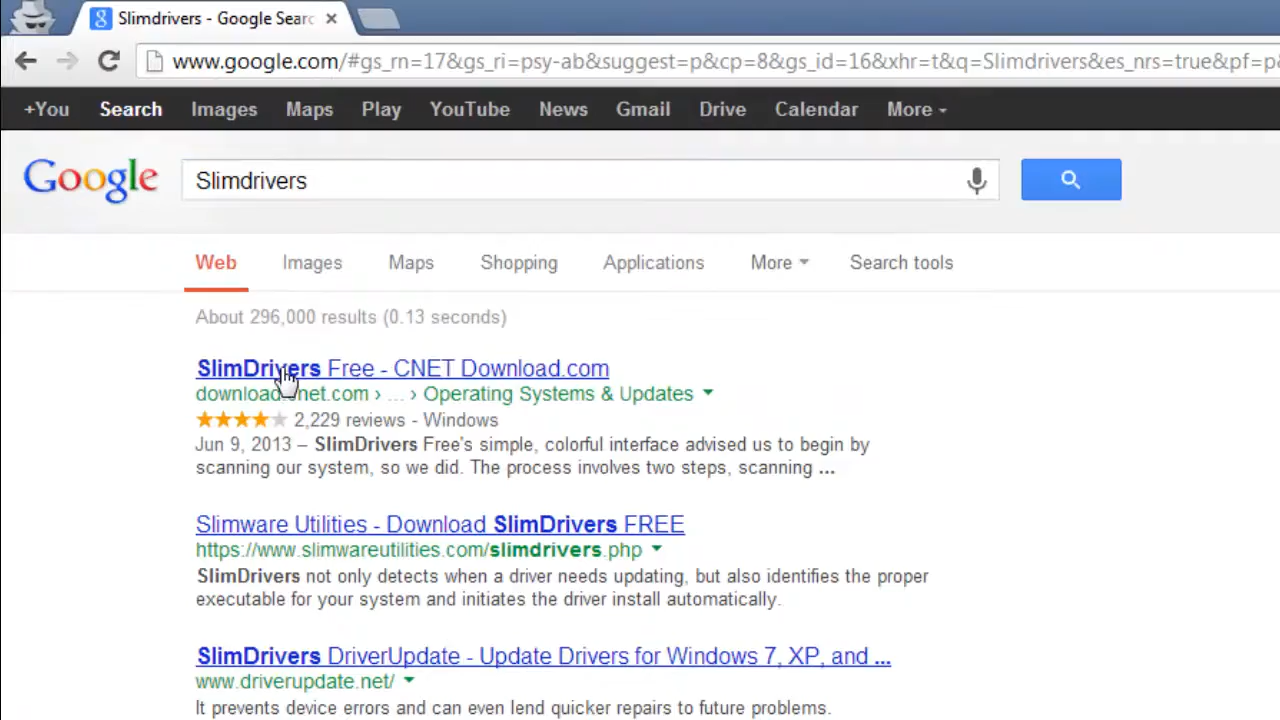 Slimdrivers - Google Searc
www.google.com/#gs_rn=17&gs_ri=psy-ab&suggest=p&cp=8&gs_id=16&xhr=t&q=Slimdrivers&es_nrs=true&pf=p&
+You Search Images Maps Play YouTube News Gmail Drive Calendar More
Google Slimdrivers
Web Images Maps Shopping Applications More Search tools
About 296,000 results (0.13 seconds)
SlimDrivers Free - CNET Download.com
download.cnet.com › ... › Operating Systems & Updates
2,229 reviews - Windows
Jun 9, 2013 – SlimDrivers Free's simple, colorful interface advised us to begin by
scanning our system, so we did. The process involves two steps, scanning ...
Slimware Utilities - Download SlimDrivers FREE
https://www.slimwareutilities.com/slimdrivers.php
SlimDrivers not only detects when a driver needs updating, but also identifies the proper
executable for your system and initiates the driver install automatically.
SlimDrivers DriverUpdate - Update Drivers for Windows 7, XP, and ...
www.driverupdate.net/
It prevents device errors and can even lend quicker repairs to future problems.